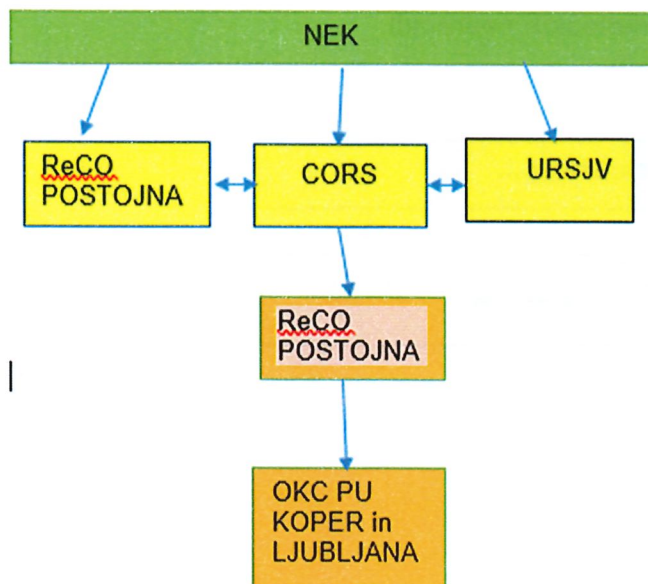 NEK
ReCO
POSTOJNA
CORS
URSJV
ReCO
POSTOJNA
OKC PU
KOPER in
LJUBLJANA